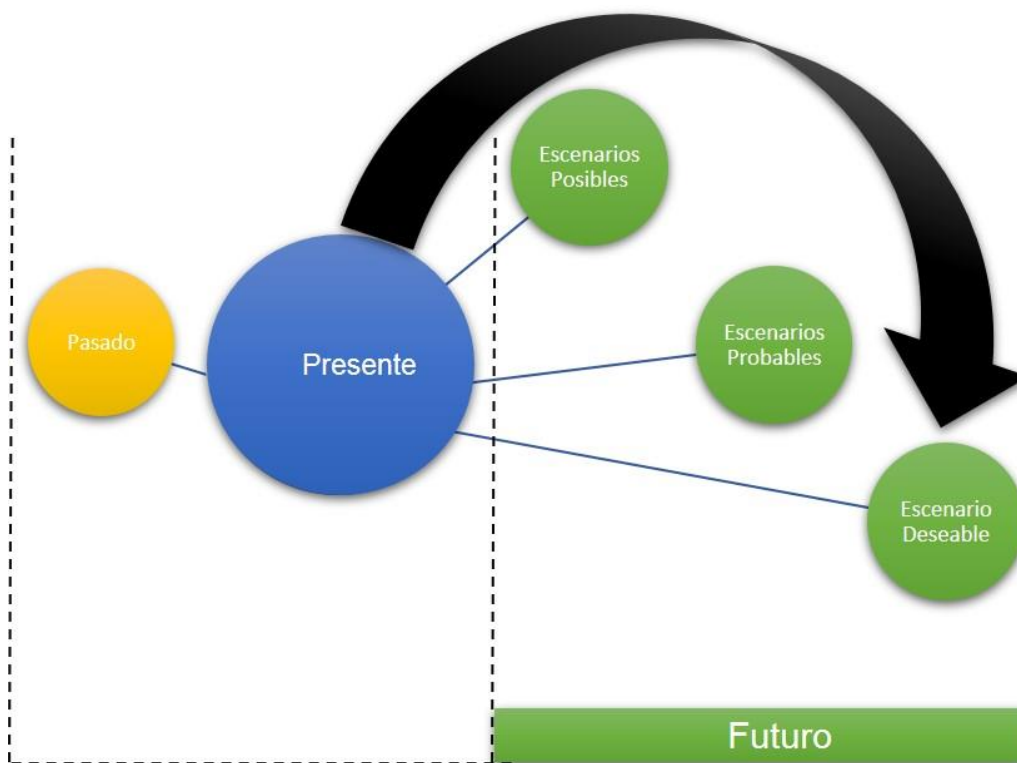 Escenarios
Posibles
Pasado
Presente
Escenarios
Probables
Escenario
Deseable
Futuro